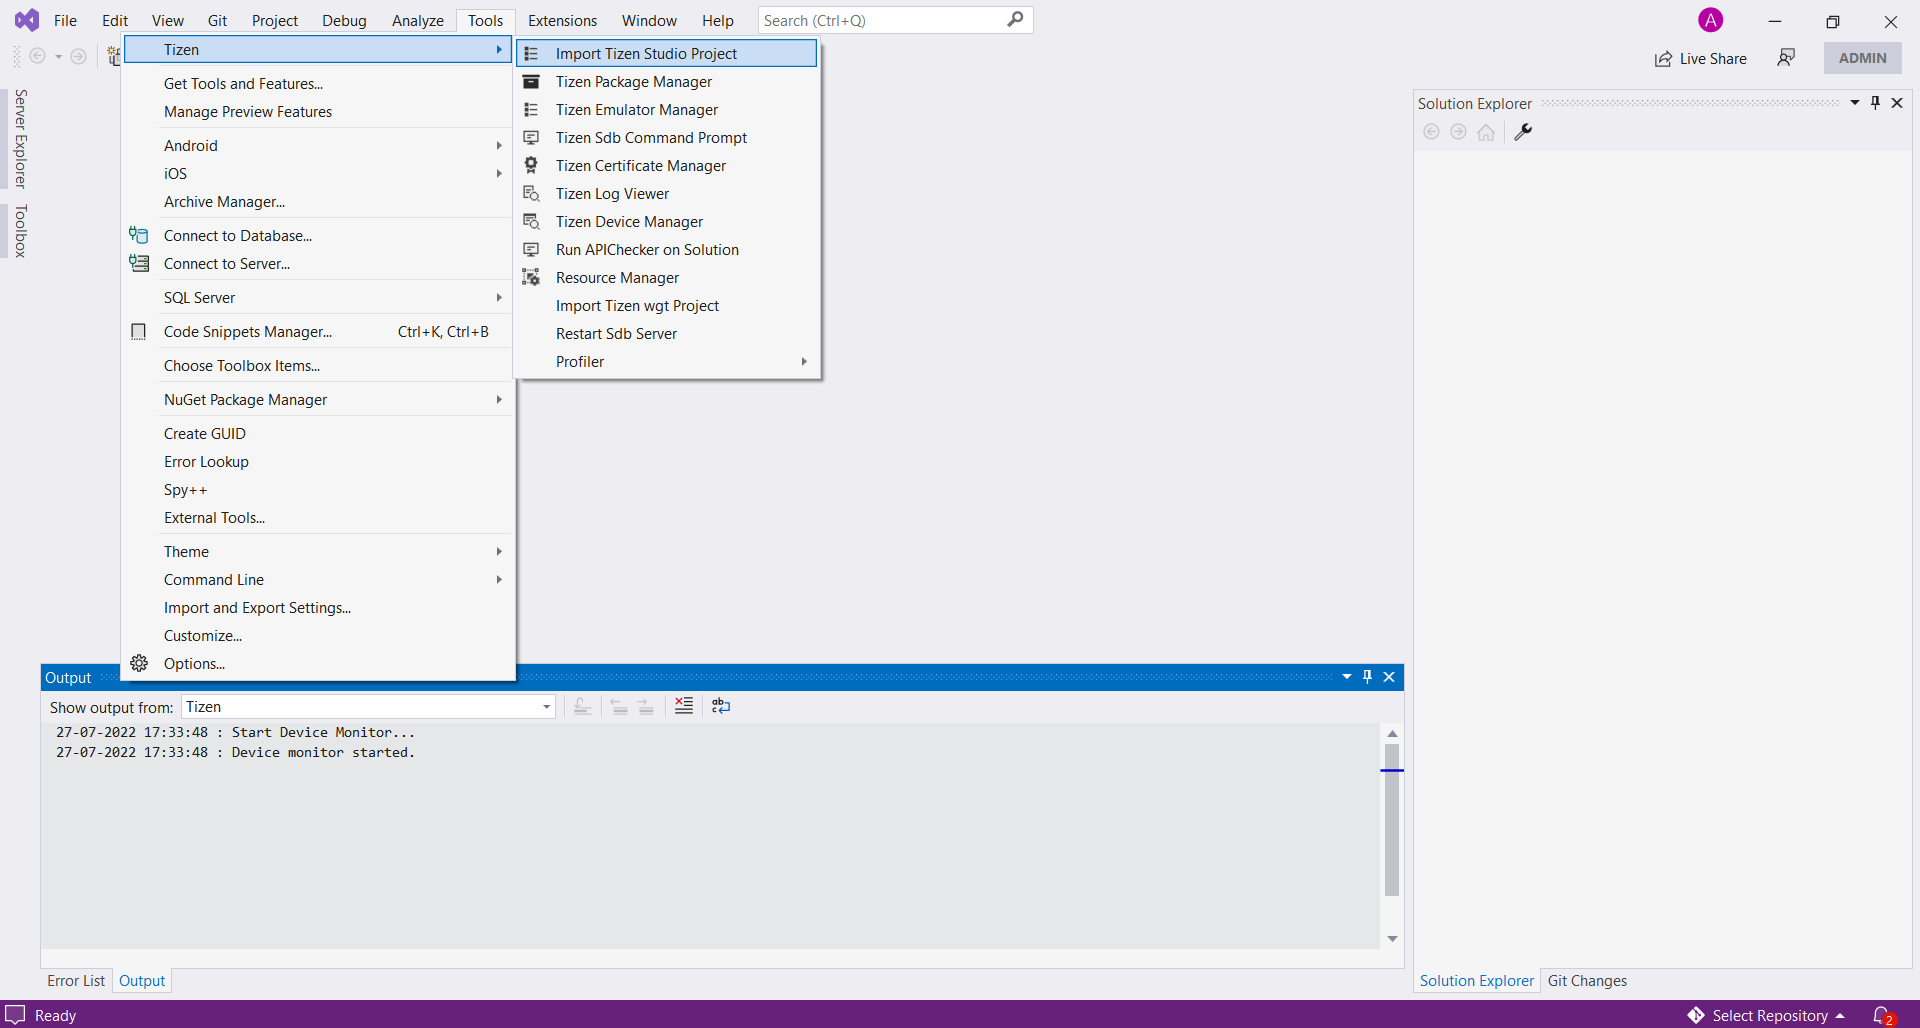 File Edit View Git Project Debug Analyze Tools Extensions Window Help Search (Ctrl+Q) A
Live Share ADMIN
Server Explorer
Toolbox
Tizen
Get Tools and Features...
Manage Preview Features
Android
iOS
Archive Manager...
Connect to Database...
Connect to Server...
SQL Server
Code Snippets Manager... Ctrl+K, Ctrl+B
Choose Toolbox Items...
NuGet Package Manager
Create GUID
Error Lookup
Spy++
External Tools...
Theme
Command Line
Import and Export Settings...
Customize...
Options...
Import Tizen Studio Project
Tizen Package Manager
Tizen Emulator Manager
Tizen Sdb Command Prompt
Tizen Certificate Manager
Tizen Log Viewer
Tizen Device Manager
Run APIChecker on Solution
Resource Manager
Import Tizen wgt Project
Restart Sdb Server
Profiler
Solution Explorer
Output
Show output from: Tizen
27-07-2022 17:33:48 : Start Device Monitor...
27-07-2022 17:33:48 : Device monitor started.
Error List Output
Solution Explorer Git Changes
Ready
Select Repository 2